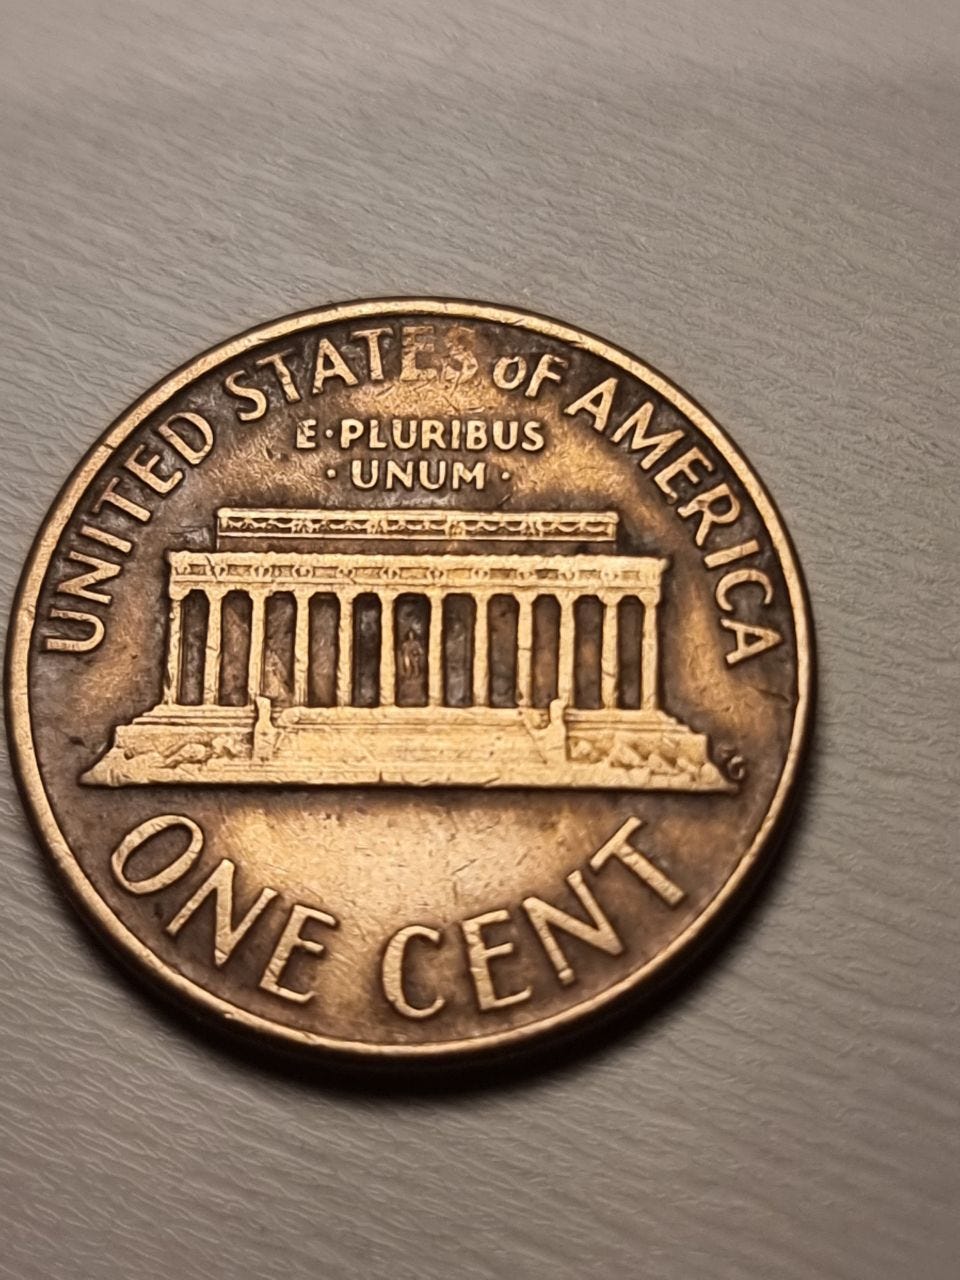 UNITED STATES OF AMERICA
E·PLURIBUS
·UNUM·
ONE CENT